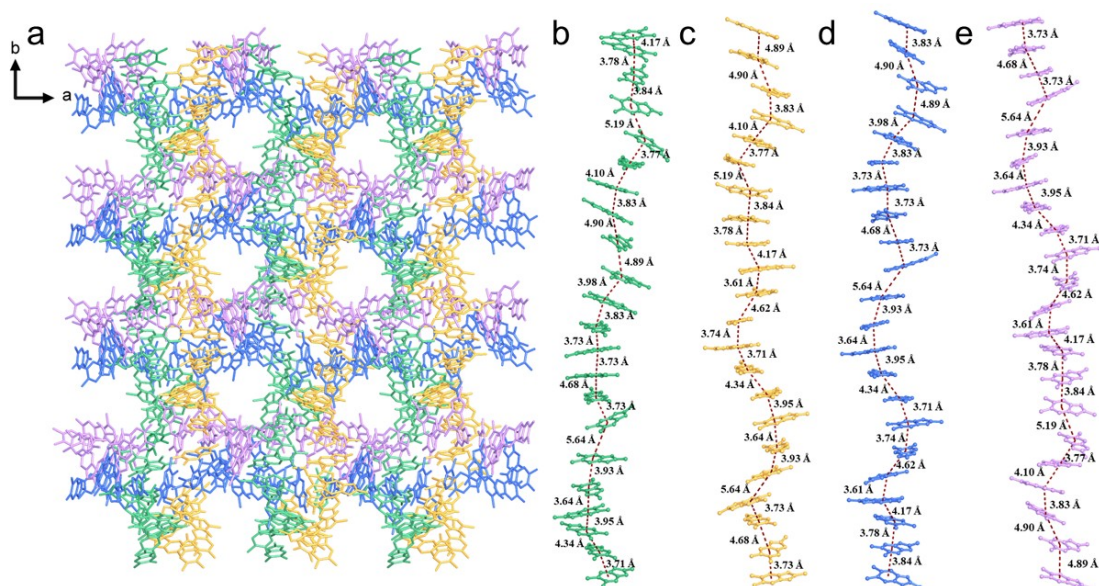 a
b
a
b
4.17 Å
3.78 Å
3.84 Å
5.19 Å
3.77 Å
4.10 Å
3.83 Å
4.90 Å
4.89 Å
3.98 Å
3.83 Å
3.73 Å
3.73 Å
4.68 Å
3.73 Å
5.64 Å
3.93 Å
3.64 Å
3.95 Å
4.34 Å
3.71 Å
c
4.89 Å
4.90 Å
3.83 Å
4.10 Å
3.77 Å
5.19 Å
3.84 Å
3.78 Å
4.17 Å
3.61 Å
4.62 Å
3.74 Å
3.71 Å
4.34 Å
3.95 Å
3.64 Å
3.93 Å
5.64 Å
3.73 Å
4.68 Å
3.73 Å
d
3.83 Å
4.90 Å
4.89 Å
3.98 Å
3.83 Å
3.73 Å
3.73 Å
4.68 Å
3.73 Å
5.64 Å
3.93 Å
3.64 Å
3.95 Å
4.34 Å
3.71 Å
3.74 Å
4.62 Å
3.61 Å
4.17 Å
3.78 Å
3.84 Å
e
3.73 Å
4.68 Å
3.73 Å
5.64 Å
3.93 Å
3.64 Å
3.95 Å
4.34 Å
3.71 Å
3.74 Å
4.62 Å
3.61 Å
4.17 Å
3.78 Å
3.84 Å
5.19 Å
3.77 Å
4.10 Å
3.83 Å
4.90 Å
4.89 Å